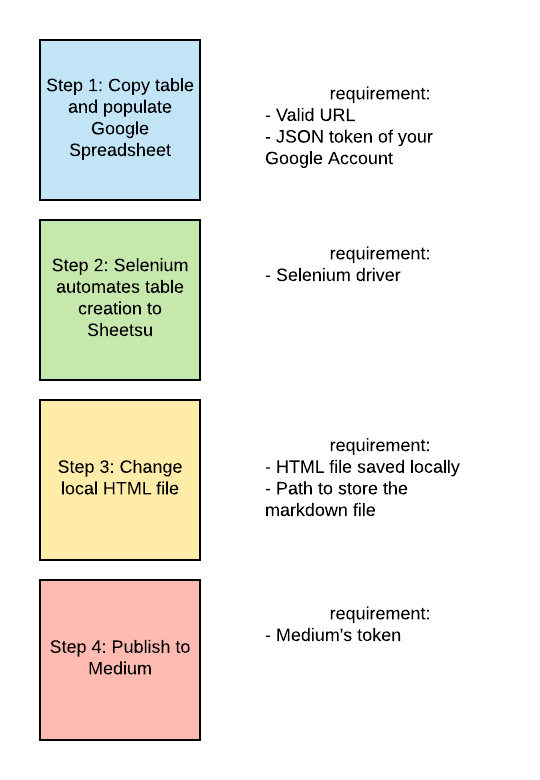 Step 1: Copy table
and populate
Google
Spreadsheet
requirement:
- Valid URL
- JSON token of your
Google Account
Step 2: Selenium
automates table
creation to
Sheetsu
requirement:
- Selenium driver
Step 3: Change
local HTML file
requirement:
- HTML file saved locally
- Path to store the
markdown file
Step 4: Publish to
Medium
requirement:
- Medium's token